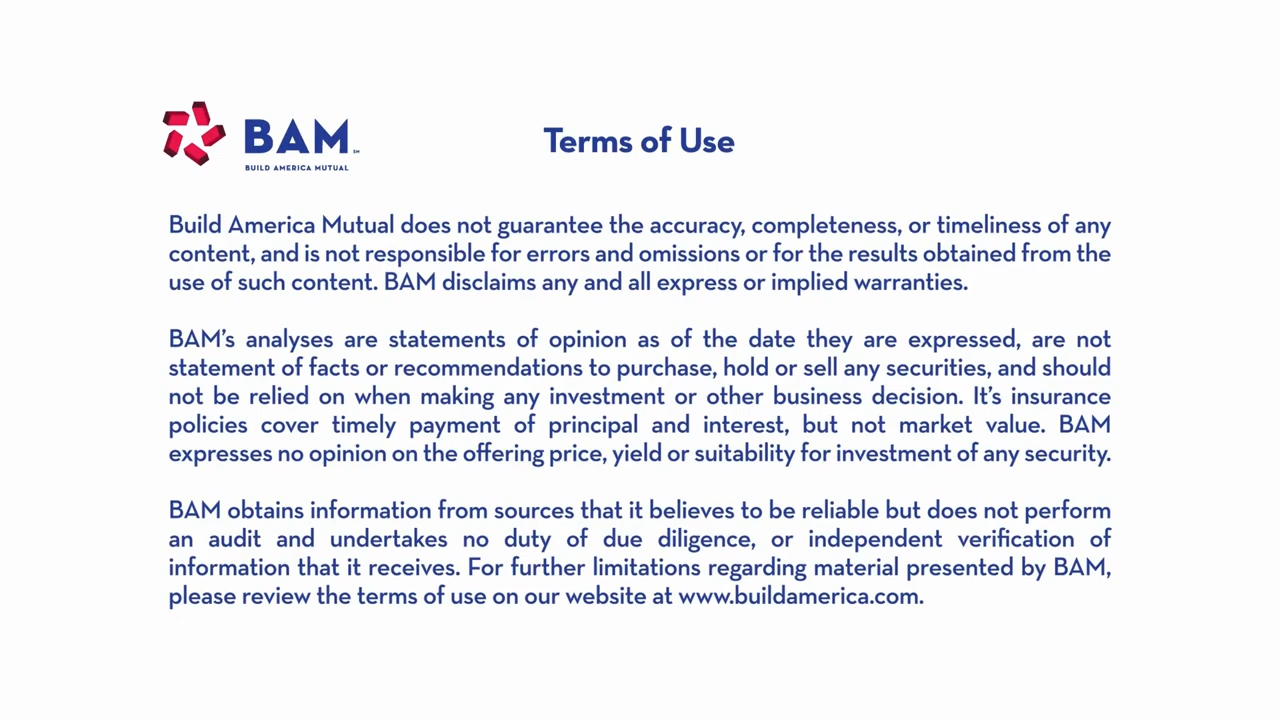 BAM
SM
BUILD AMERICA MUTUAL
Terms of Use
Build America Mutual does not guarantee the accuracy, completeness, or timeliness of any
content, and is not responsible for errors and omissions or for the results obtained from the
use of such content. BAM disclaims any and all express or implied warranties.
BAM’s analyses are statements of opinion as of the date they are expressed, are not
statement of facts or recommendations to purchase, hold or sell any securities, and should
not be relied on when making any investment or other business decision. It’s insurance
policies cover timely payment of principal and interest, but not market value. BAM
expresses no opinion on the offering price, yield or suitability for investment of any security.
BAM obtains information from sources that it believes to be reliable but does not perform
an audit and undertakes no duty of due diligence, or independent verification of
information that it receives. For further limitations regarding material presented by BAM,
please review the terms of use on our website at www.buildamerica.com.